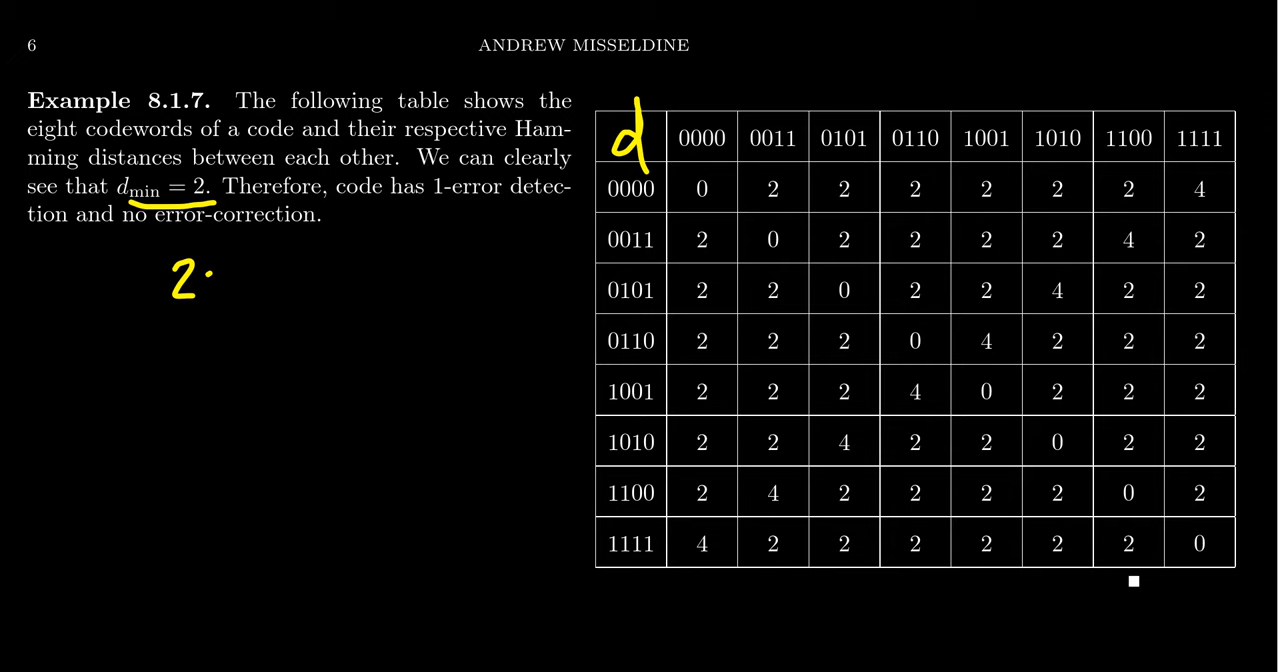 6
ANDREW MISSELDINE
Example 8.1.7. The following table shows the
eight codewords of a code and their respective Ham-
ming distances between each other. We can clearly
see that dmin = 2. Therefore, code has 1-error detec-
tion and no error-correction.
2·
d 0000 0011 0101 0110 1001 1010 1100 1111
0000 0 2 2 2 2 2 2 4
0011 2 0 2 2 2 2 4 2
0101 2 2 0 2 2 4 2 2
0110 2 2 2 0 4 2 2 2
1001 2 2 2 4 0 2 2 2
1010 2 2 4 2 2 0 2 2
1100 2 4 2 2 2 2 0 2
1111 4 2 2 2 2 2 2 0